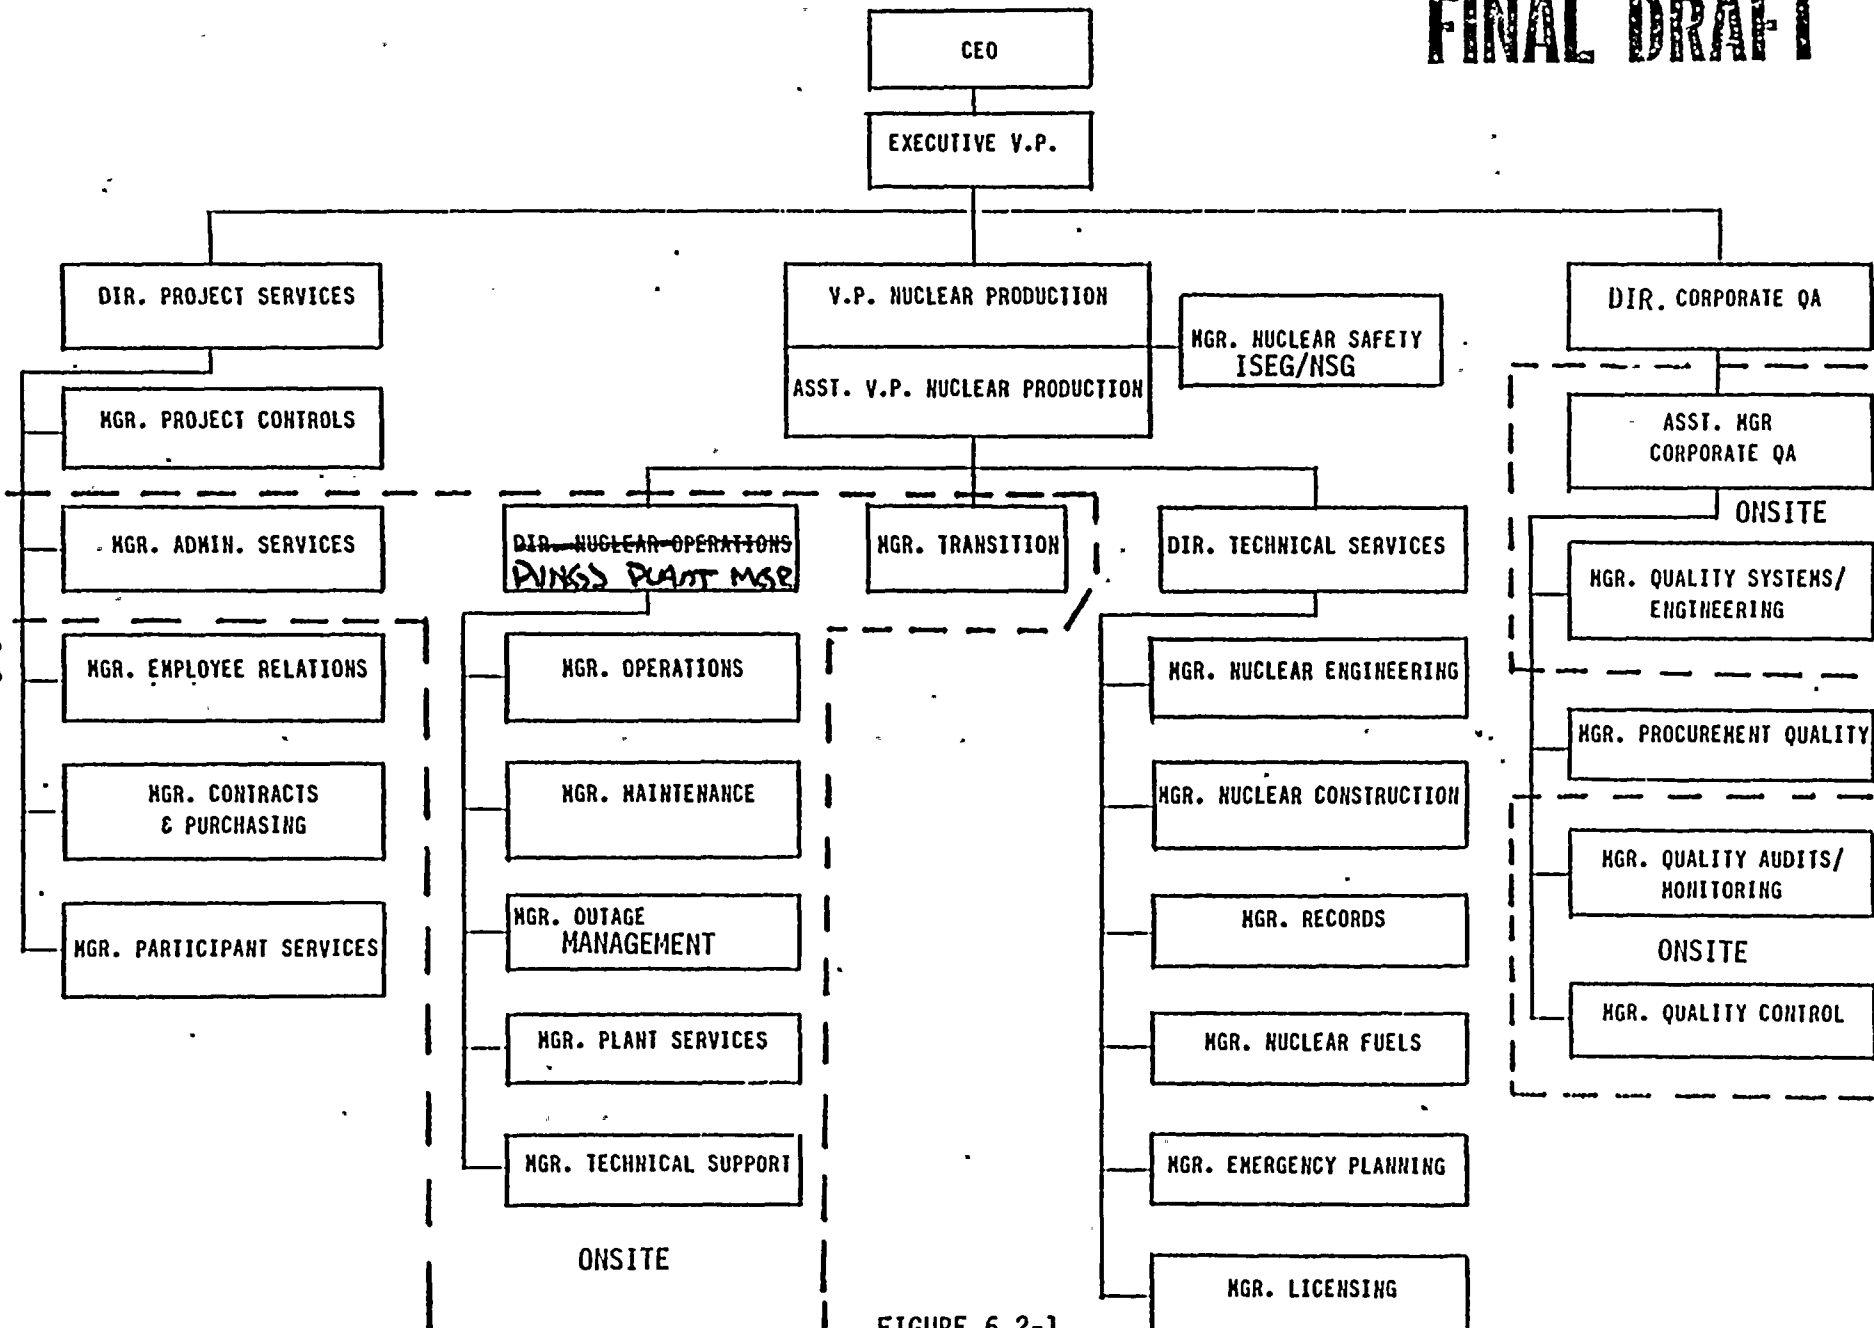 FINAL DRAFT
CEO
EXECUTIVE V.P.
DIR. PROJECT SERVICES
V.P. NUCLEAR PRODUCTION
ASST. V.P. NUCLEAR PRODUCTION
MGR. NUCLEAR SAFETY
ISEG/NSG
DIR. CORPORATE QA
MGR. PROJECT CONTROLS
ASST. MGR
CORPORATE QA
ONSITE
MGR. ADMIN. SERVICES
DIR. NUCLEAR OPERATIONS
PVNGS PLANT MGR
MGR. TRANSITION
DIR. TECHNICAL SERVICES
MGR. QUALITY SYSTEMS/
ENGINEERING
MGR. EMPLOYEE RELATIONS
MGR. OPERATIONS
MGR. NUCLEAR ENGINEERING
MGR. PROCUREMENT QUALITY
MGR. CONTRACTS
& PURCHASING
MGR. MAINTENANCE
MGR. NUCLEAR CONSTRUCTION
MGR. QUALITY AUDITS/
MONITORING
MGR. PARTICIPANT SERVICES
MGR. OUTAGE
MANAGEMENT
MGR. RECORDS
ONSITE
MGR. PLANT SERVICES
MGR. NUCLEAR FUELS
MGR. QUALITY CONTROL
MGR. TECHNICAL SUPPORT
MGR. EMERGENCY PLANNING
ONSITE
MGR. LICENSING
FIGURE 6.2-1